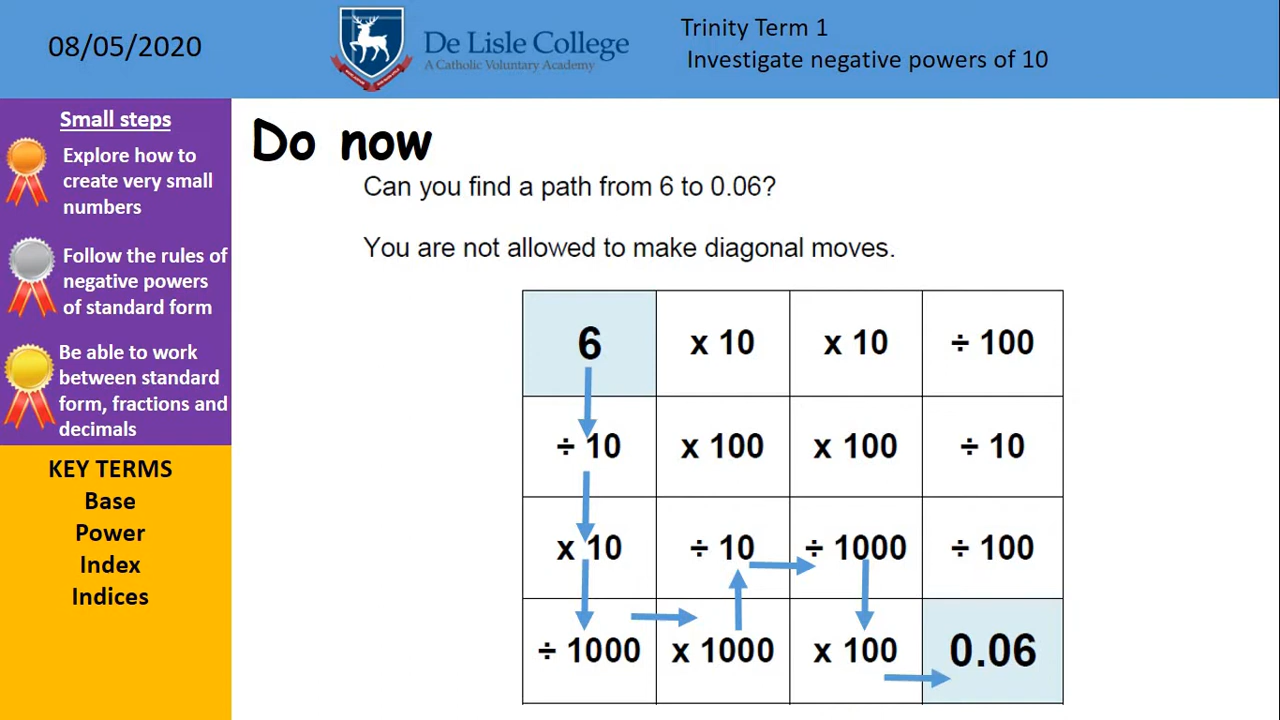 08/05/2020
De Lisle College
A Catholic Voluntary Academy
Trinity Term 1
Investigate negative powers of 10
Small steps
Explore how to
create very small
numbers
Follow the rules of
negative powers
of standard form
Be able to work
between standard
form, fractions and
decimals
KEY TERMS
Base
Power
Index
Indices
Do now
Can you find a path from 6 to 0.06?
You are not allowed to make diagonal moves.
6 x 10 x 10 ÷ 100
÷ 10 x 100 x 100 ÷ 10
x 10 ÷ 10 ÷ 1000 ÷ 100
÷ 1000 x 1000 x 100 0.06